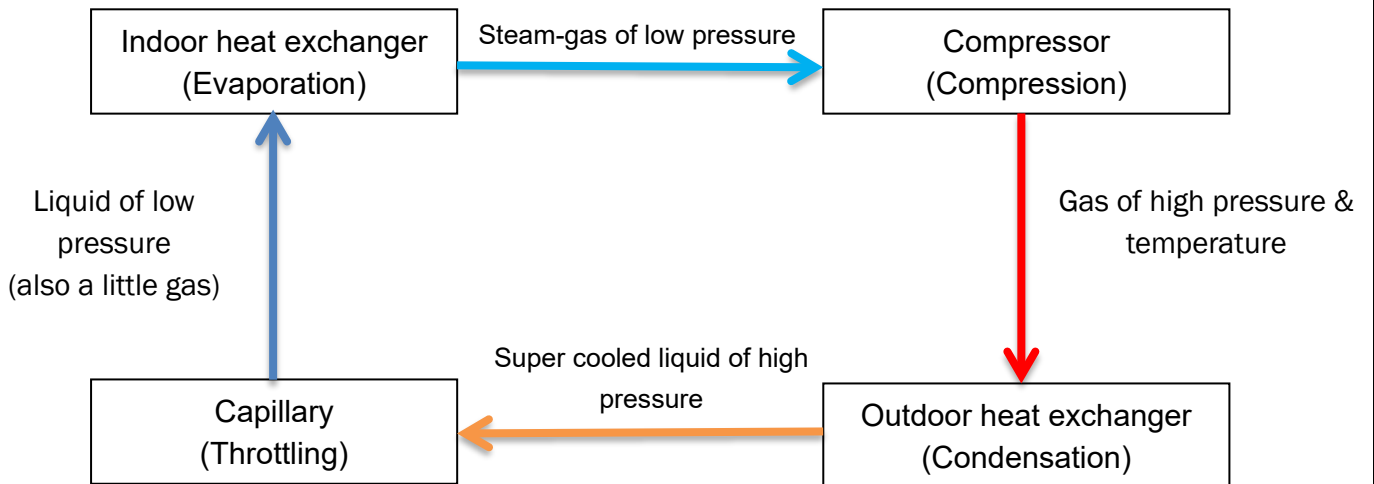 Indoor heat exchanger
(Evaporation)
Steam-gas of low pressure
Compressor
(Compression)
Liquid of low
pressure
(also a little gas)
Gas of high pressure &
temperature
Capillary
(Throttling)
Super cooled liquid of high
pressure
Outdoor heat exchanger
(Condensation)